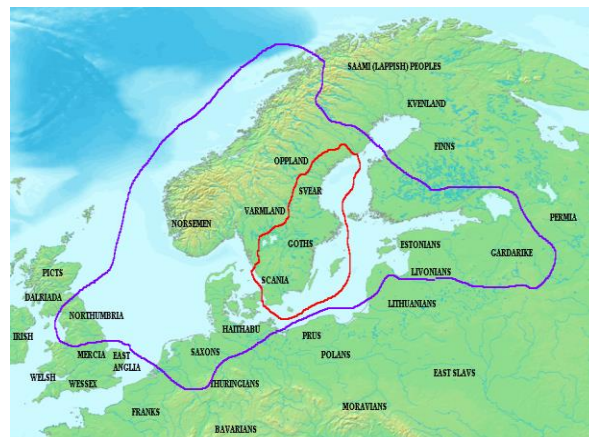 SAAMI (LAPPISH) PEOPLES
KVENLAND
FINNS
OPPLAND
SVEAR
VARMLAND
NORSEMEN
GOTHS
PERMIA
ESTONIANS
GARDARIKE
LIVONIANS
SCANIA
LITHUANIANS
PICTS
DALRIADA
NORTHUMBRIA
HAITHABU
PRUS
IRISH
MERCIA
EAST
ANGLIA
SAXONS
POLANS
WELSH
WESSEX
THURINGIANS
EAST SLAVS
FRANKS
MORAVIANS
BAVARIANS